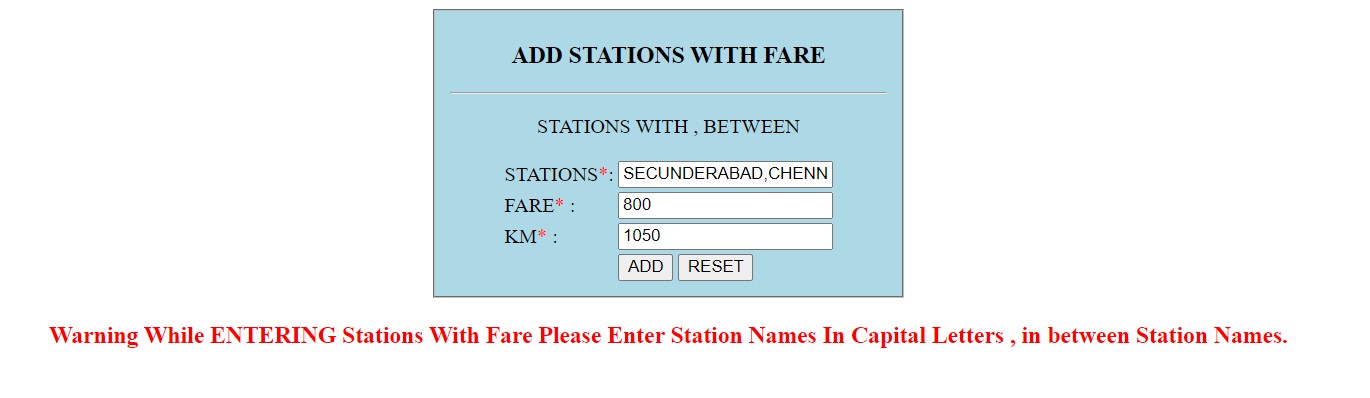 ADD STATIONS WITH FARE
STATIONS WITH , BETWEEN
STATIONS*: SECUNDERABAD,CHENN
FARE* : 800
KM* : 1050
ADD RESET
Warning While ENTERING Stations With Fare Please Enter Station Names In Capital Letters , in between Station Names.